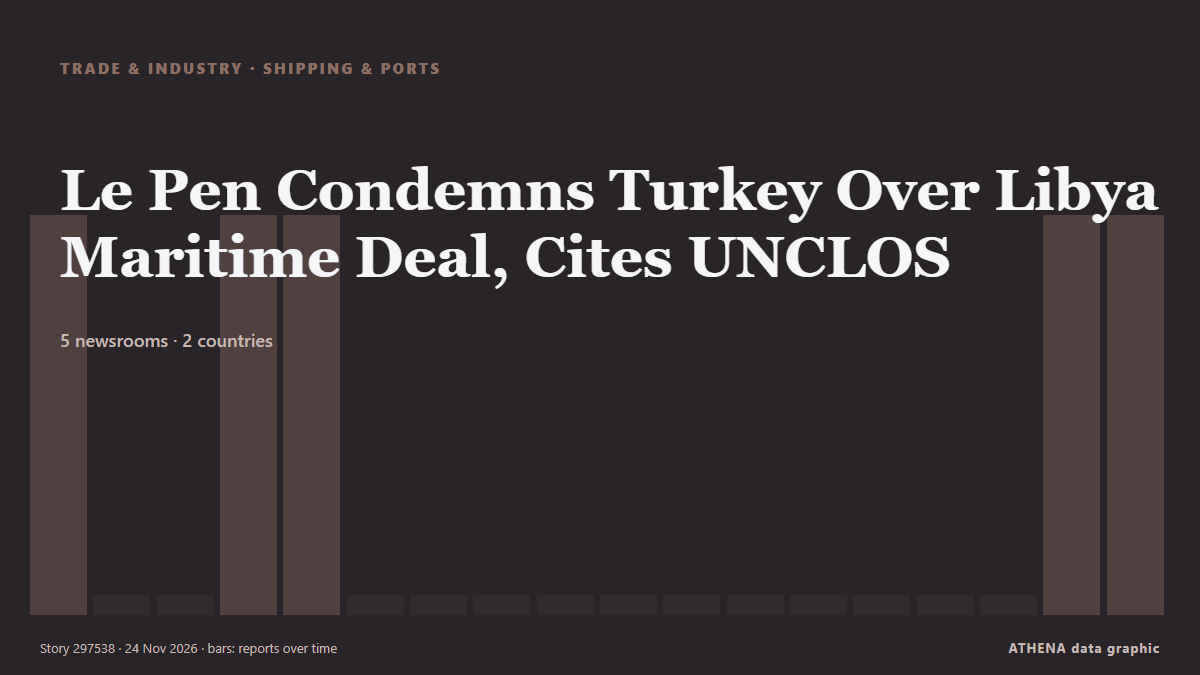 TRADE & INDUSTRY · SHIPPING & PORTS
Le Pen Condemns Turkey Over Libya
Maritime Deal, Cites UNCLOS
5 newsrooms · 2 countries
Story 297538 · 24 Nov 2026 · bars: reports over time
ATHENA data graphic